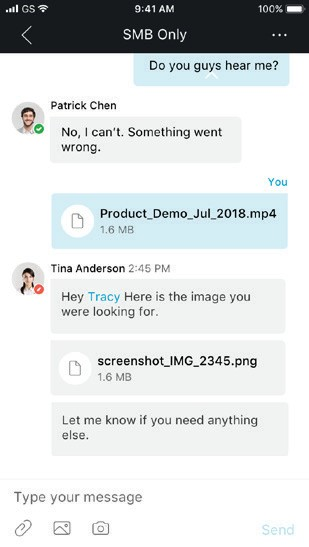 GS 9:41 AM 100%
SMB Only
Do you guys hear me?
Patrick Chen
No, I can't. Something went
wrong.
You
Product_Demo_Jul_2018.mp4
1.6 MB
Tina Anderson 2:45 PM
Hey Tracy Here is the image you
were looking for.
screenshot_IMG_2345.png
1.6 MB
Let me know if you need anything
else.
Type your message
Send